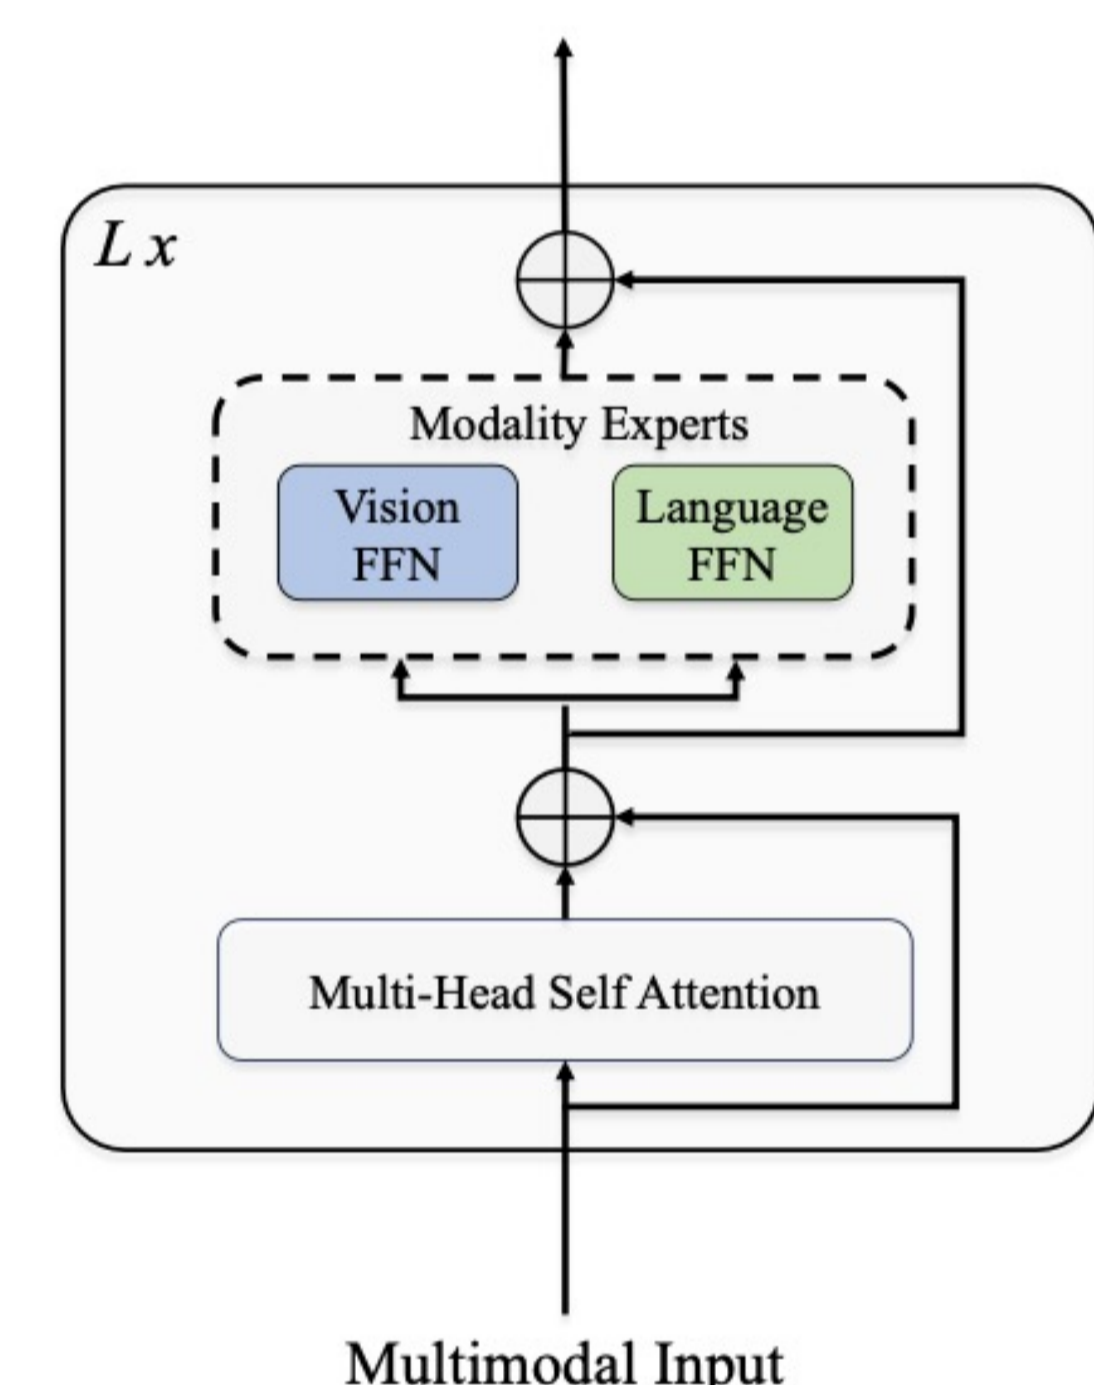 L x
Modality Experts
Vision
FFN
Language
FFN
Multi-Head Self Attention
Multimodal Input